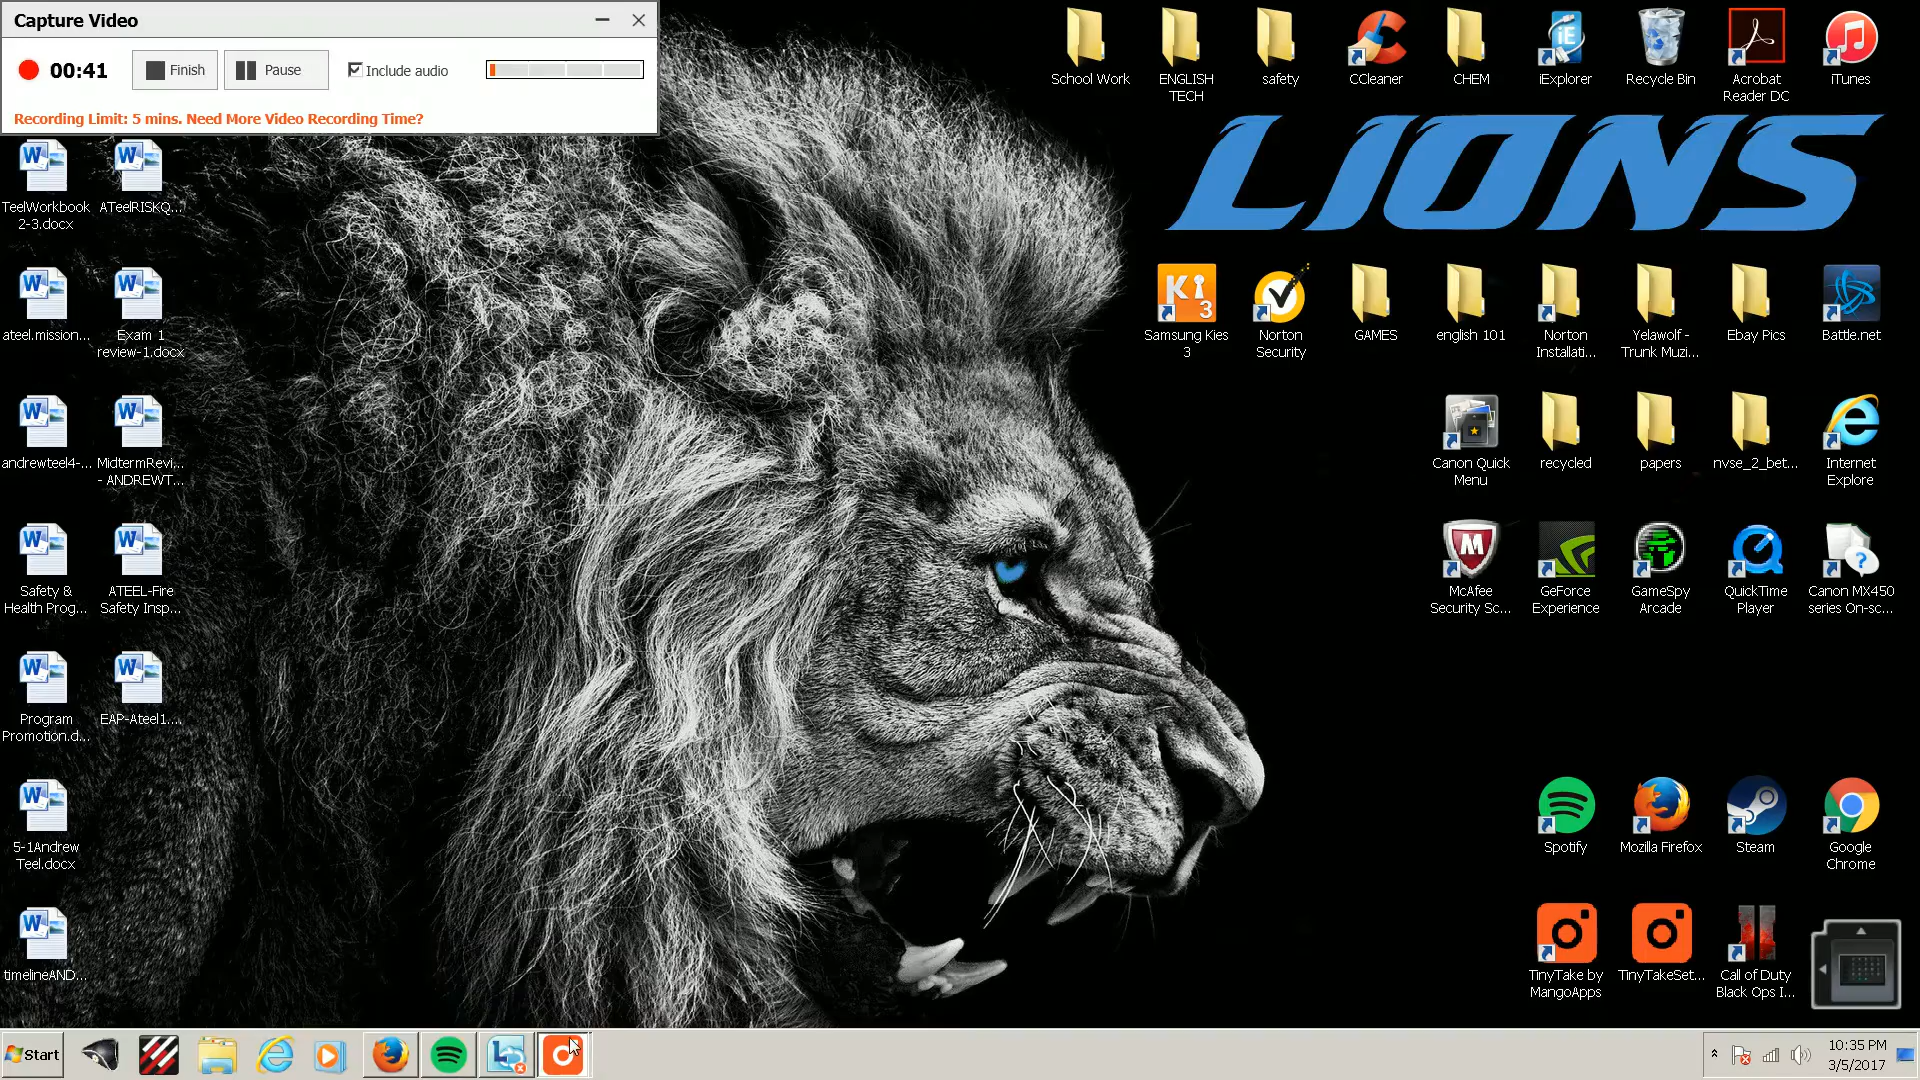 Capture Video
00:41
Finish
Pause
Include audio
Recording Limit: 5 mins. Need More Video Recording Time?
School Work
ENGLISH
TECH
safety
CCleaner
CHEM
iExplorer
Recycle Bin
Acrobat
Reader DC
iTunes
LIONS
TeelWorkbook
2-3.docx
ATeelRISKQ...
ateel.mission...
Exam 1
review-1.docx
Samsung Kies
3
Norton
Security
GAMES
english 101
Norton
Installati...
Yelawolf -
Trunk Muzi...
Ebay Pics
Battle.net
andrewteel4-...
MidtermRevi...
- ANDREWT...
Canon Quick
Menu
recycled
papers
nvse_2_bet...
Internet
Explore
Safety &
Health Prog...
ATEEL-Fire
Safety Insp...
McAfee
Security Sc...
GeForce
Experience
GameSpy
Arcade
QuickTime
Player
Canon MX450
series On-sc...
Program
Promotion.d...
EAP-Ateel1....
5-1Andrew
Teel.docx
Spotify
Mozilla Firefox
Steam
Google
Chrome
timelineAND...
TinyTake by
MangoApps
TinyTakeSet...
Call of Duty
Black Ops I...
Start
10:35 PM
3/5/2017